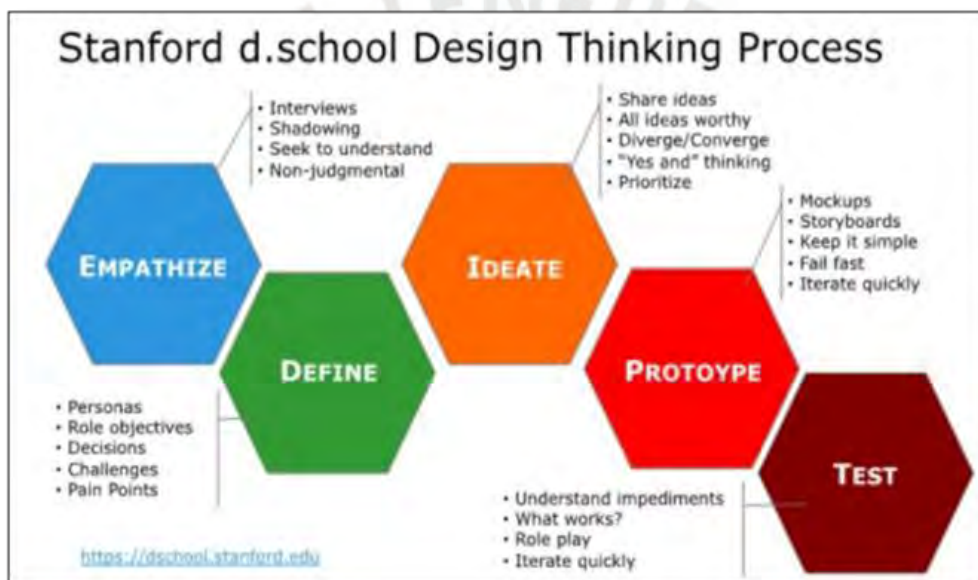 Stanford d.school Design Thinking Process
• Interviews
• Shadowing
• Seek to understand
• Non-judgmental
• Share ideas
• All ideas worthy
• Diverge/Converge
• "Yes and" thinking
• Prioritize
• Mockups
• Storyboards
• Keep it simple
• Fail fast
• Iterate quickly
EMPATHIZE
DEFINE
IDEATE
PROTOYPE
TEST
• Personas
• Role objectives
• Decisions
• Challenges
• Pain Points
• Understand impediments
• What works?
• Role play
• Iterate quickly
https://dschool.stanford.edu